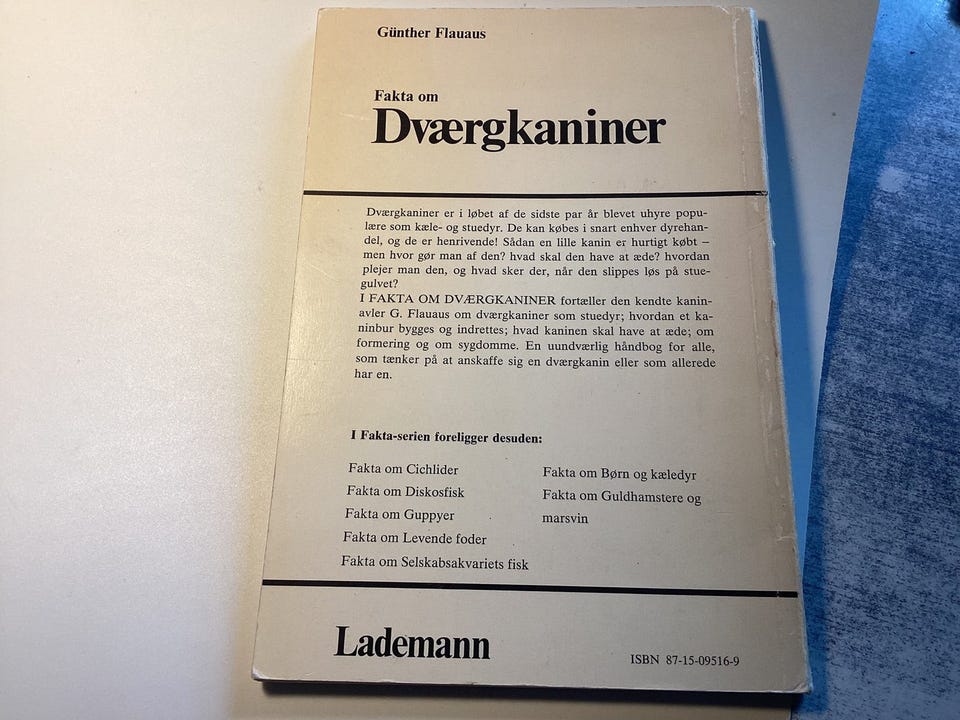 Günther Flauaus
Fakta om
Dværgkaniner
Dværgkaniner er i løbet af de sidste par år blevet uhyre popu-
lære som kæle- og stuedyr. De kan købes i snart enhver dyrehan-
del, og de er henrivende! Sådan en lille kanin er hurtigt købt –
men hvor gør man af den? hvad skal den have at æde? hvordan
plejer man den, og hvad sker der, når den slippes løs på stue-
gulvet?
I FAKTA OM DVÆRGKANINER fortæller den kendte kanin-
avler G. Flauaus om dværgkaniner som stuedyr; hvordan et ka-
ninbur bygges og indrettes; hvad kaninen skal have at æde; om
formering og om sygdomme. En uundværlig håndbog for alle,
som tænker på at anskaffe sig en dværgkanin eller som allerede
har en.
I Fakta-serien foreligger desuden:
Fakta om Cichlider
Fakta om Diskosfisk
Fakta om Guppyer
Fakta om Levende foder
Fakta om Selskabsakvariets fisk
Fakta om Børn og kæledyr
Fakta om Guldhamstere og
marsvin
Lademann
ISBN 87-15-09516-9